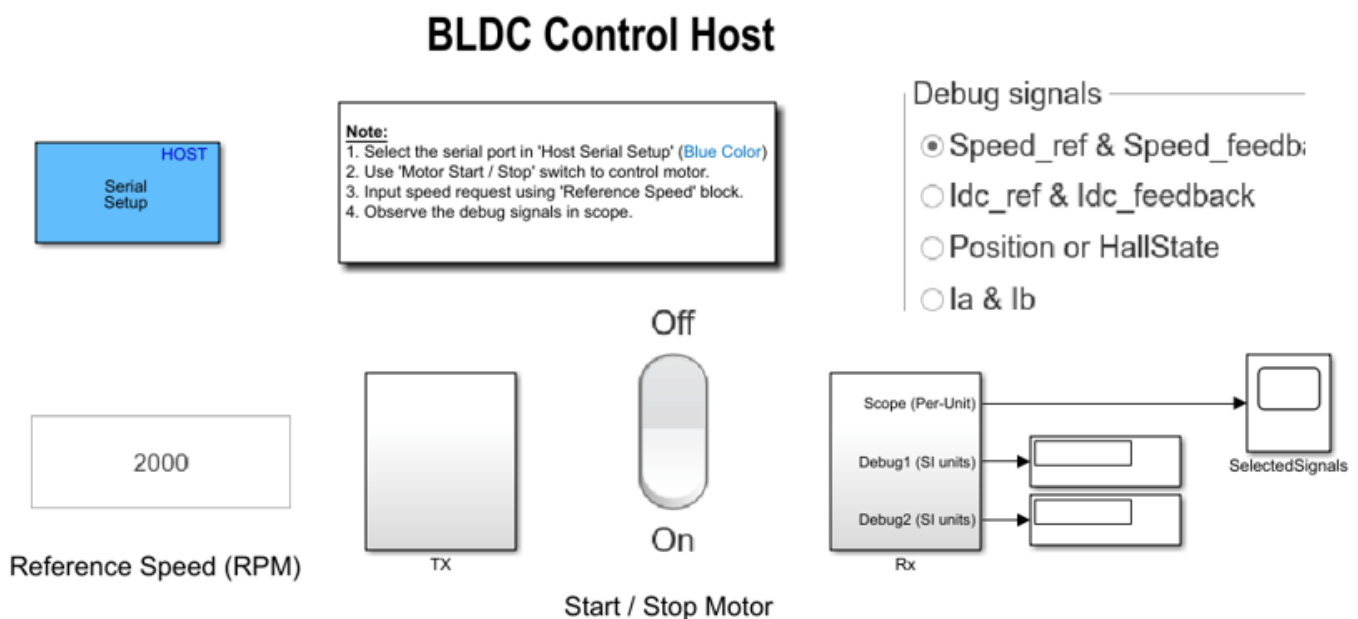 BLDC Control Host
HOST
Serial
Setup
Note:
1. Select the serial port in 'Host Serial Setup' (Blue Color)
2. Use 'Motor Start / Stop' switch to control motor.
3. Input speed request using 'Reference Speed' block.
4. Observe the debug signals in scope.
Debug signals
Speed_ref & Speed_feedba
Idc_ref & Idc_feedback
Position or HallState
Ia & Ib
2000
Reference Speed (RPM)
TX
Off
On
Start / Stop Motor
Scope (Per-Unit)
Debug1 (SI units)
Debug2 (SI units)
Rx
SelectedSignals